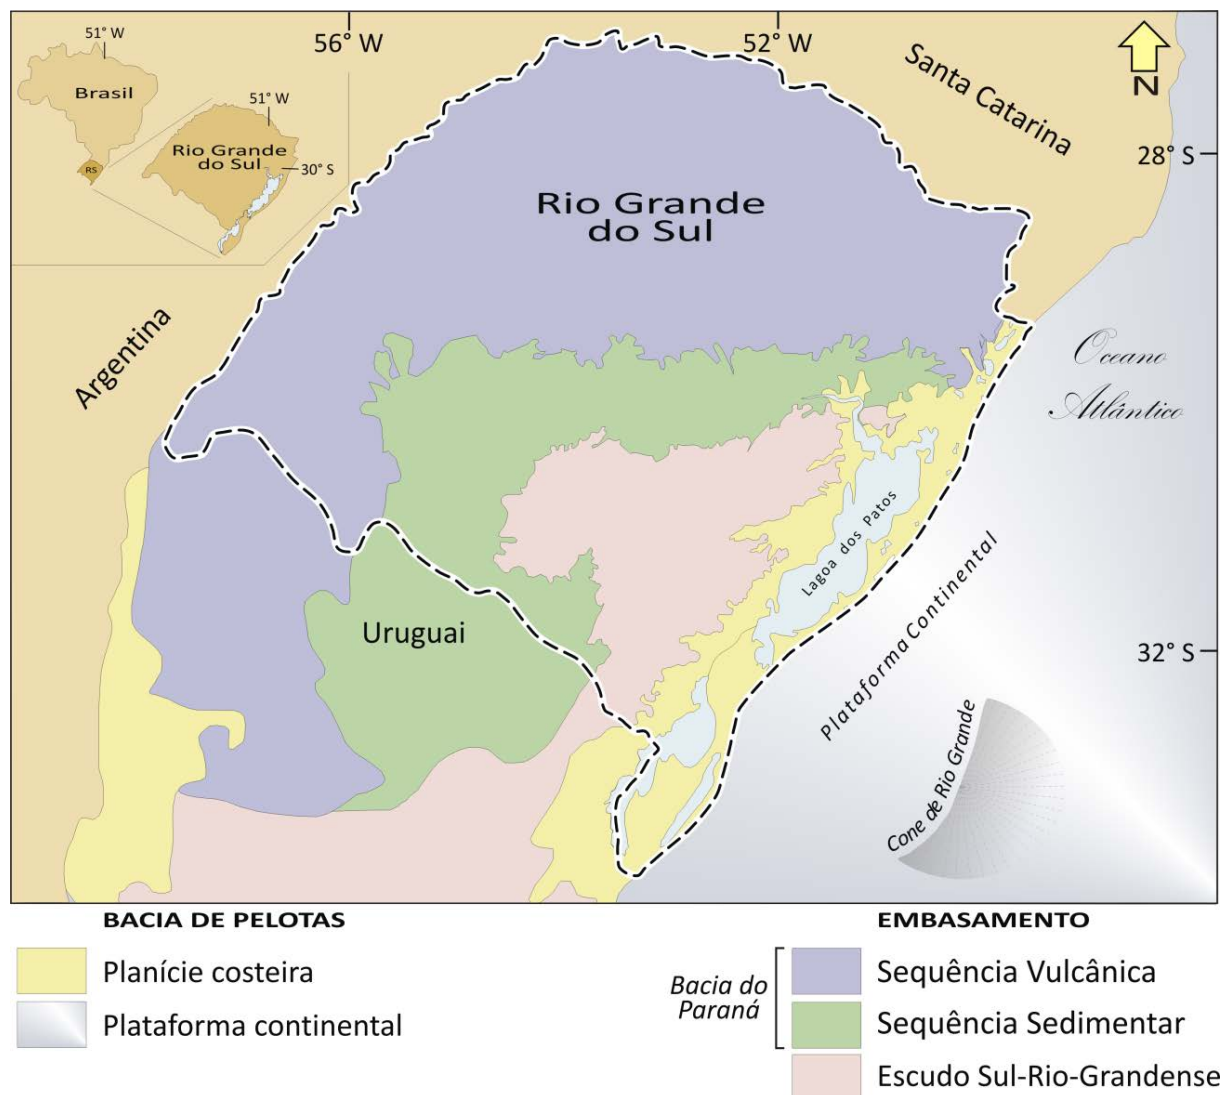 56° W
52° W
51° W
Brasil
RS
51° W
Rio Grande
do Sul
30° S
Santa Catarina
N
28° S
Rio Grande
do Sul
Argentina
Oceano
Atlântico
Lagoa dos Patos
Uruguai
Plataforma Continental
32° S
Cone de Rio Grande
BACIA DE PELOTAS
Planície costeira
Plataforma continental
EMBASAMENTO
Bacia do
Paraná
Sequência Vulcânica
Sequência Sedimentar
Escudo Sul-Rio-Grandense